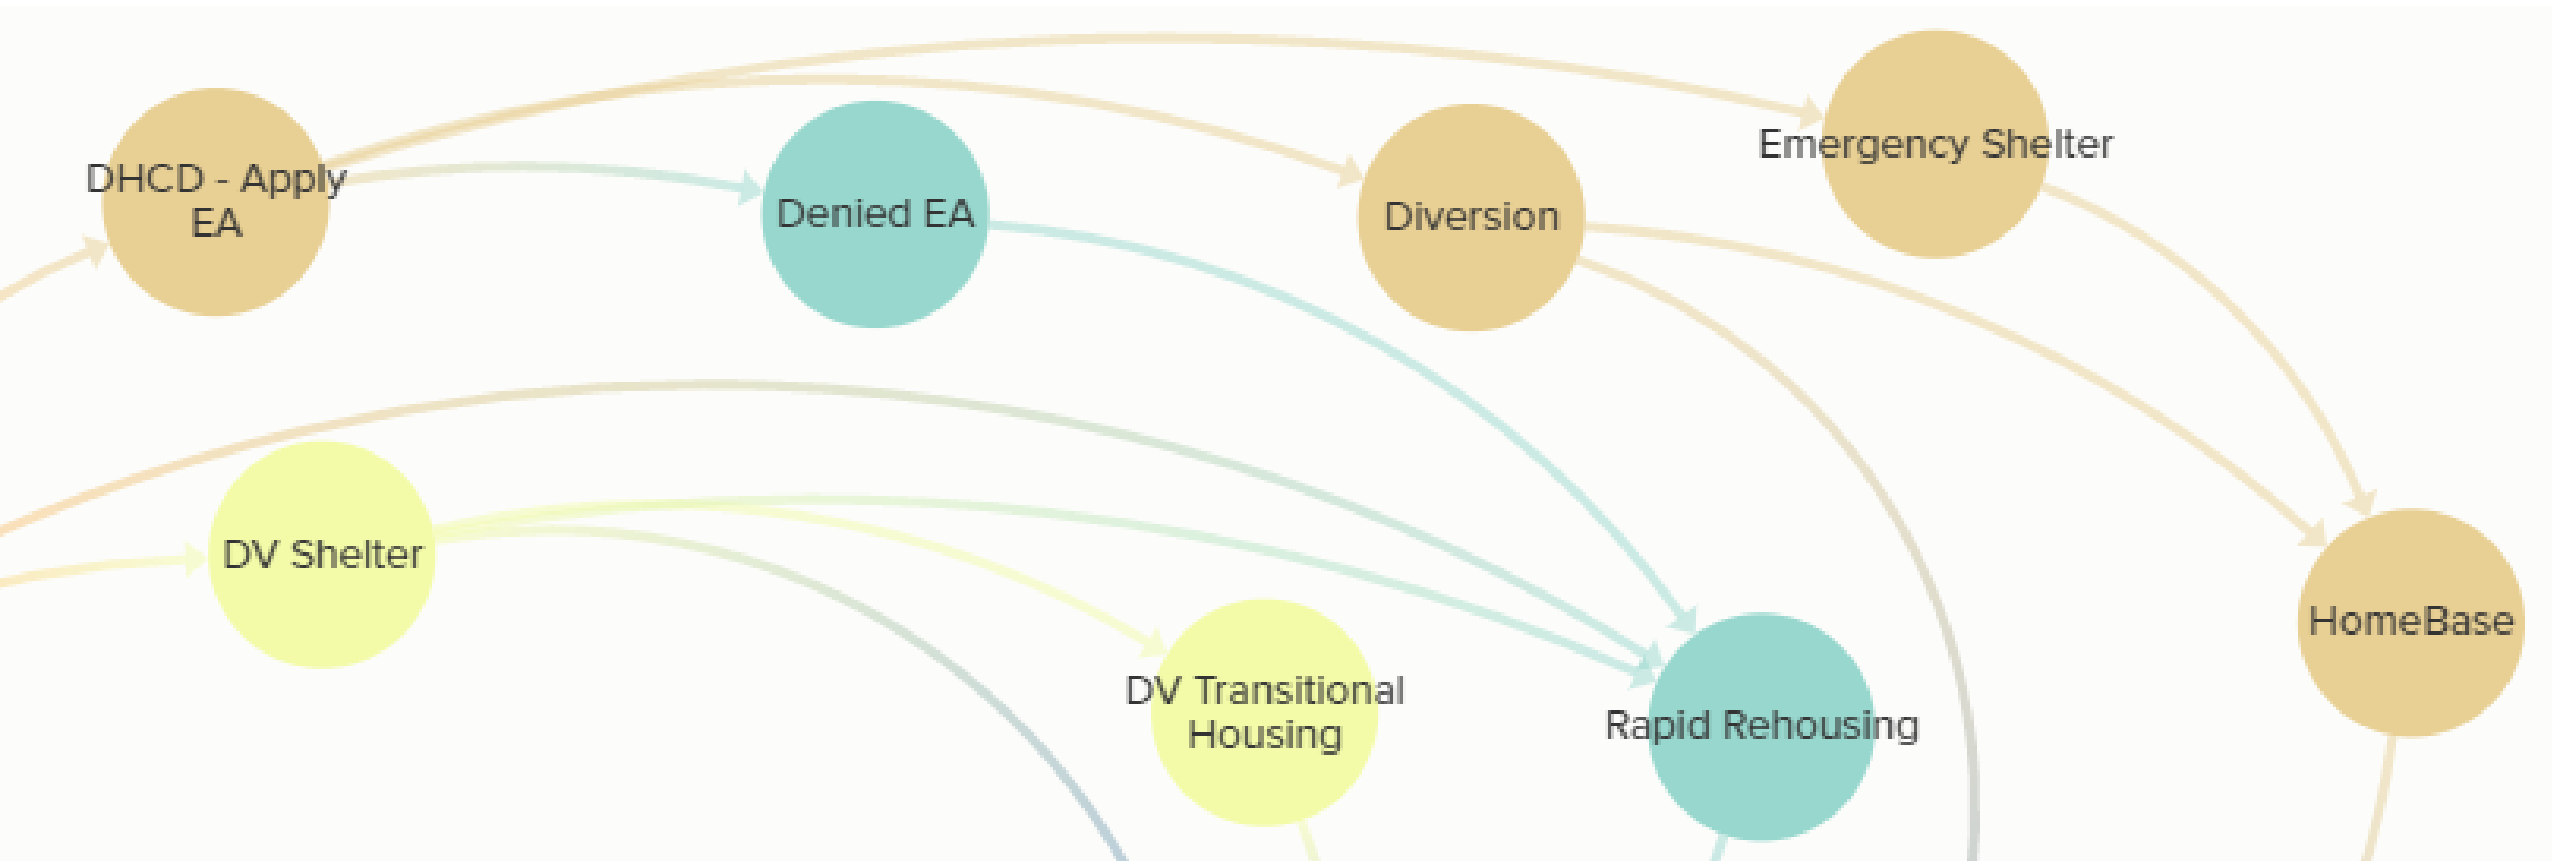 Emergency Shelter
DHCD - Apply
EA
Denied EA
Diversion
DV Shelter
HomeBase
DV Transitional
Housing
Rapid Rehousing